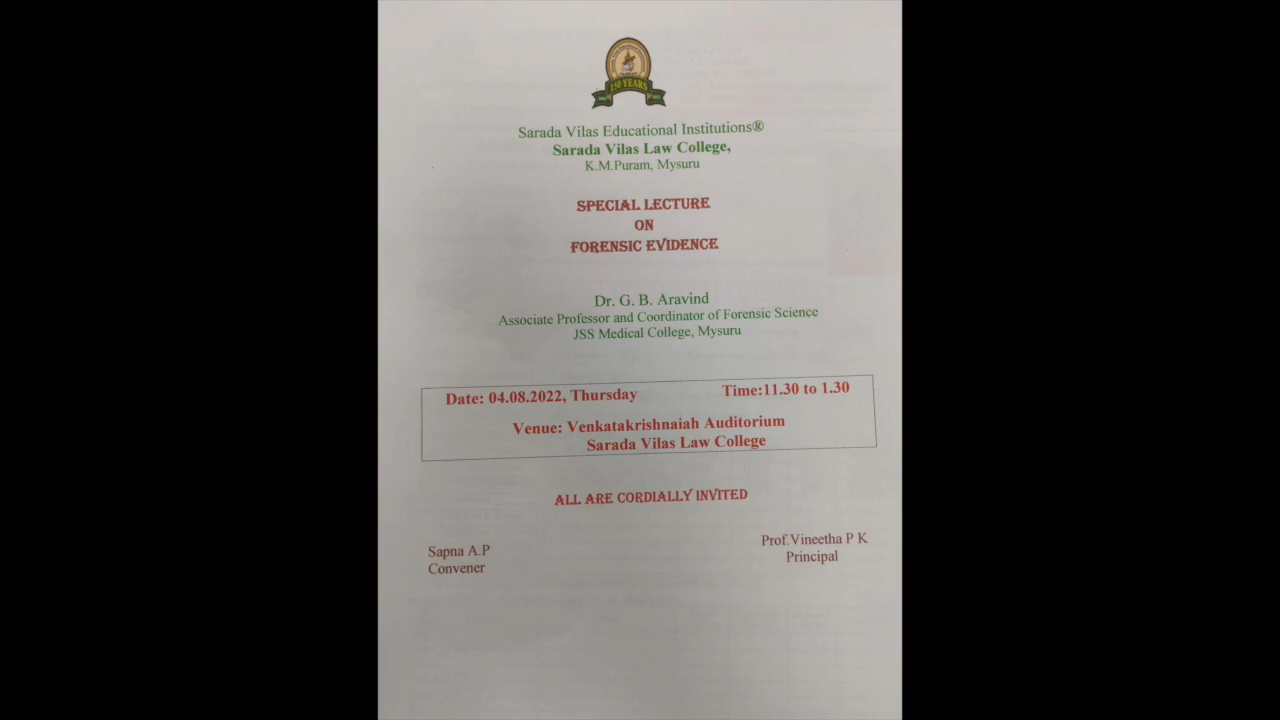 150 YEARS
Sarada Vilas Educational Institutions®
Sarada Vilas Law College,
K.M.Puram, Mysuru
SPECIAL LECTURE
ON
FORENSIC EVIDENCE
Dr. G. B. Aravind
Associate Professor and Coordinator of Forensic Science
JSS Medical College, Mysuru
Date: 04.08.2022, Thursday Time:11.30 to 1.30
Venue: Venkatakrishnaiah Auditorium
Sarada Vilas Law College
ALL ARE CORDIALLY INVITED
Sapna A.P
Convener
Prof.Vineetha P K
Principal